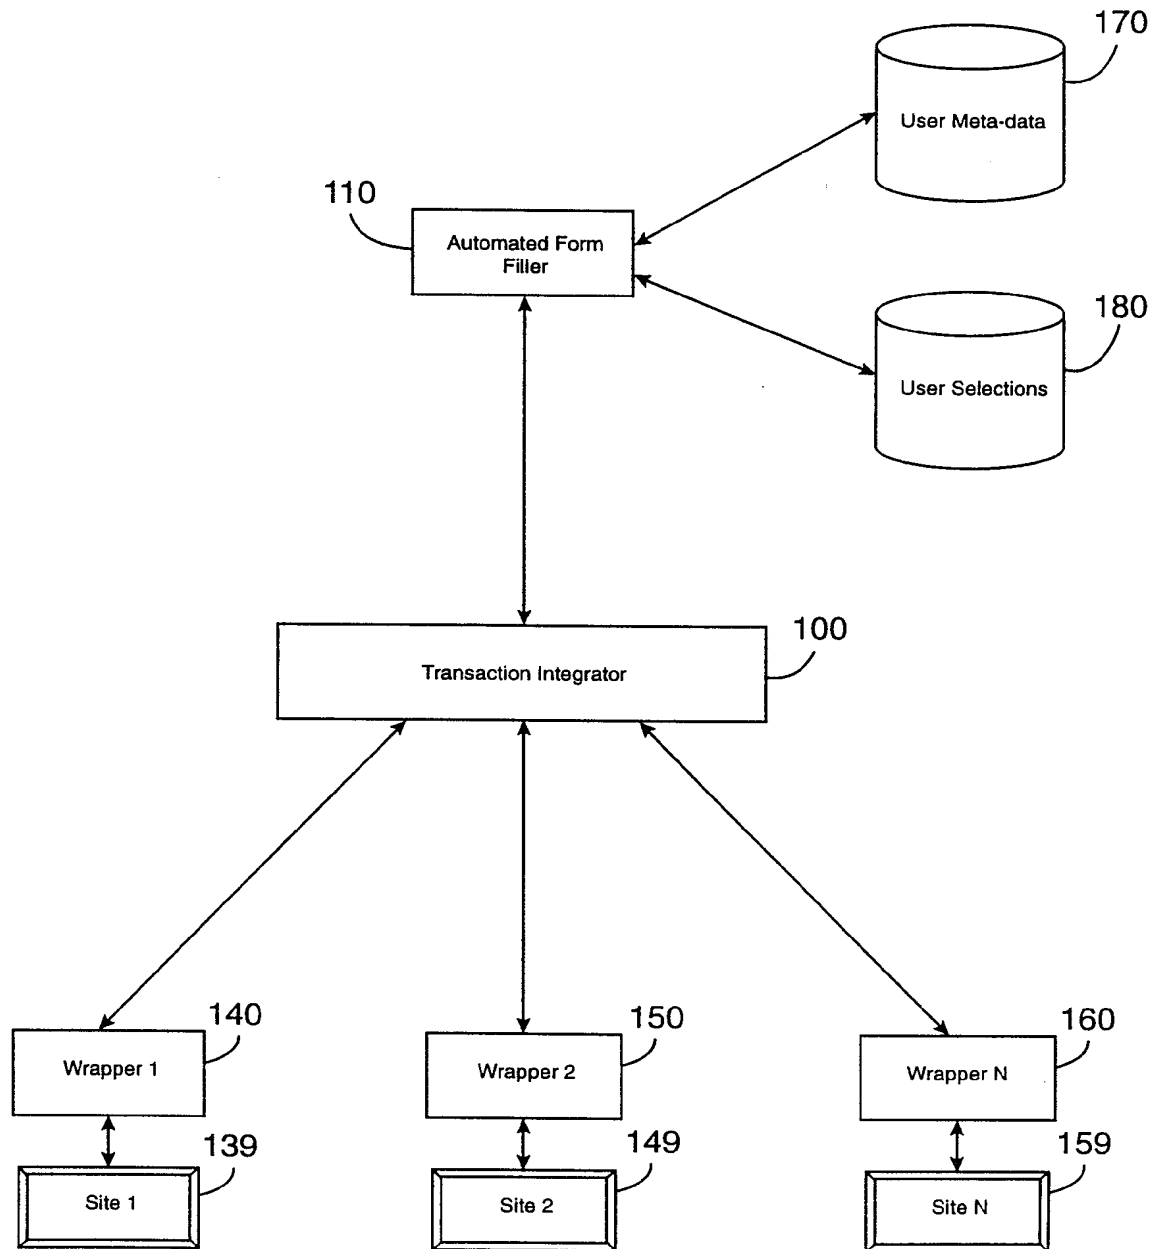 170
User Meta-data
110
Automated Form
Filler
180
User Selections
100
Transaction Integrator
140
Wrapper 1
150
Wrapper 2
160
Wrapper N
139
Site 1
149
Site 2
159
Site N